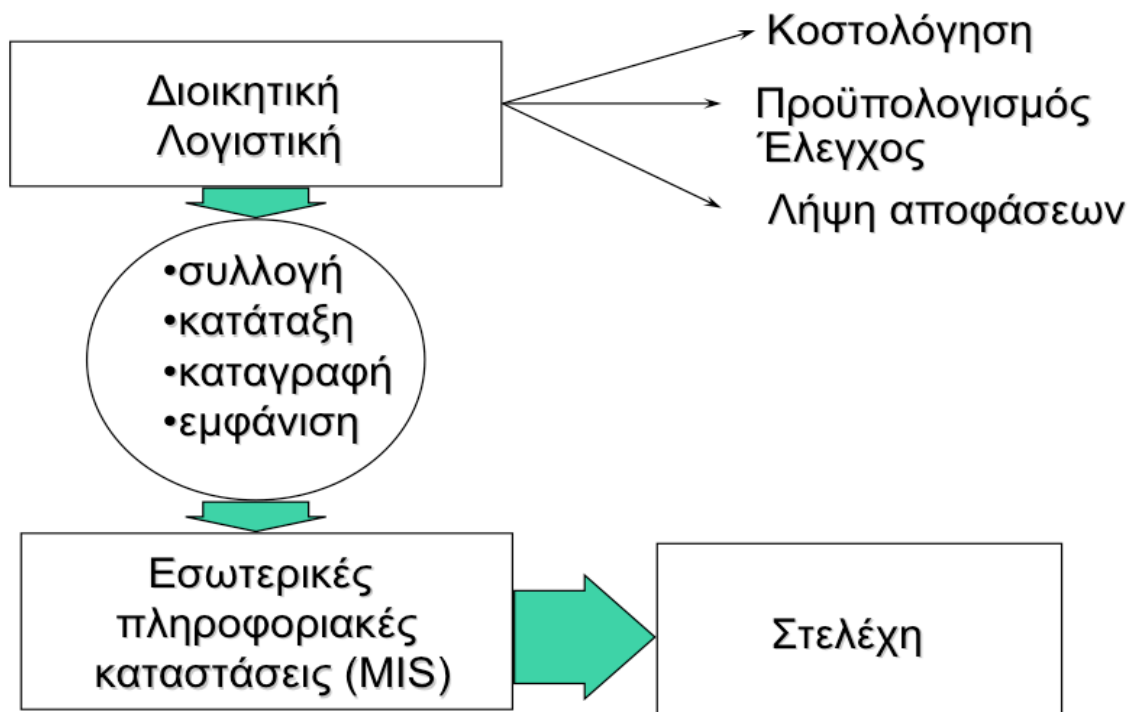 Διοικητική
Λογιστική
Κοστολόγηση
Προϋπολογισμός
Έλεγχος
Λήψη αποφάσεων
•συλλογή
•κατάταξη
•καταγραφή
•εμφάνιση
Εσωτερικές
πληροφοριακές
καταστάσεις (MIS)
Στελέχη